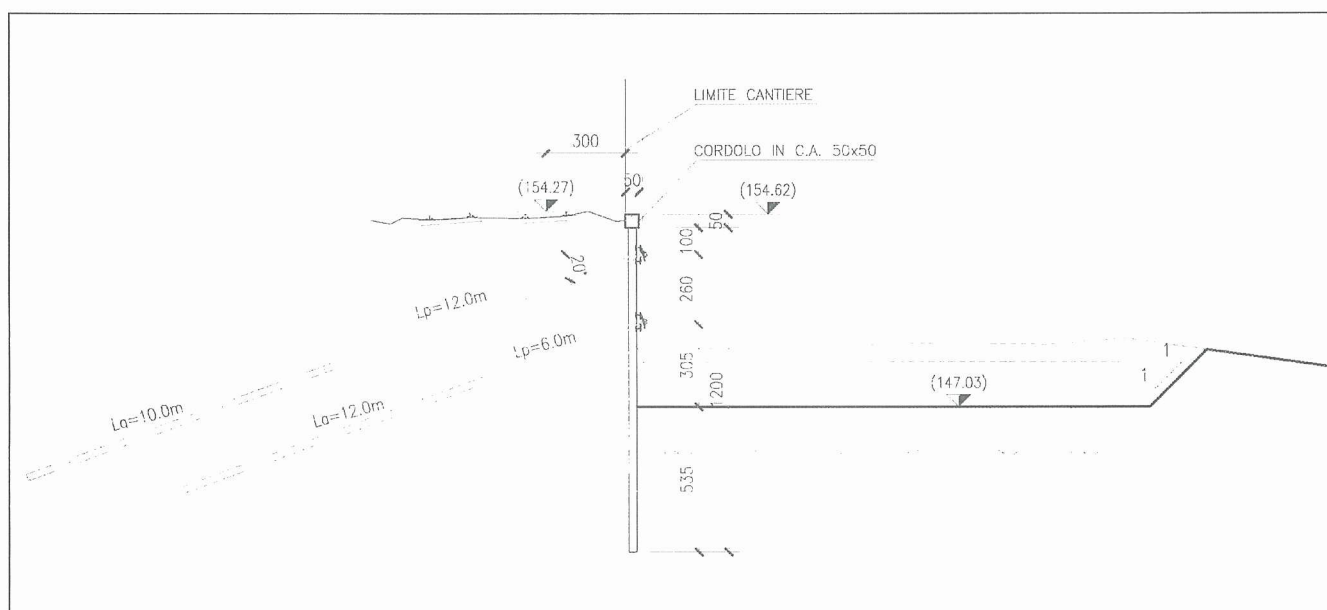 LIMITE CANTIERE
300
CORDOLO IN C.A. 50x50
50
(154.27)
(154.62)
50
100
20°
260
Lp=12.0m
Lp=6.0m
305
1200
1
1
(147.03)
La=10.0m
La=12.0m
535